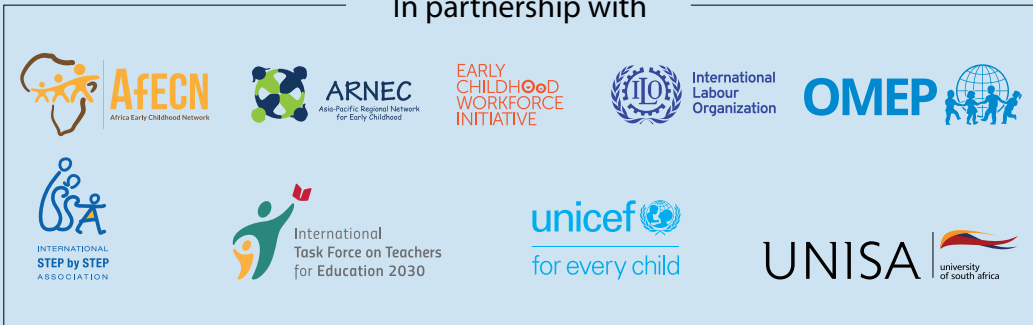 In partnership with
AfECN
Africa Early Childhood Network
ARNEC
Asia-Pacific Regional Network
for Early Childhood
EARLY
CHILDHOOD
WORKFORCE
INITIATIVE
ILO
International
Labour
Organization
OMEP
ISSA
INTERNATIONAL
STEP by STEP
ASSOCIATION
International
Task Force on Teachers
for Education 2030
unicef
for every child
UNISA
university
of south africa